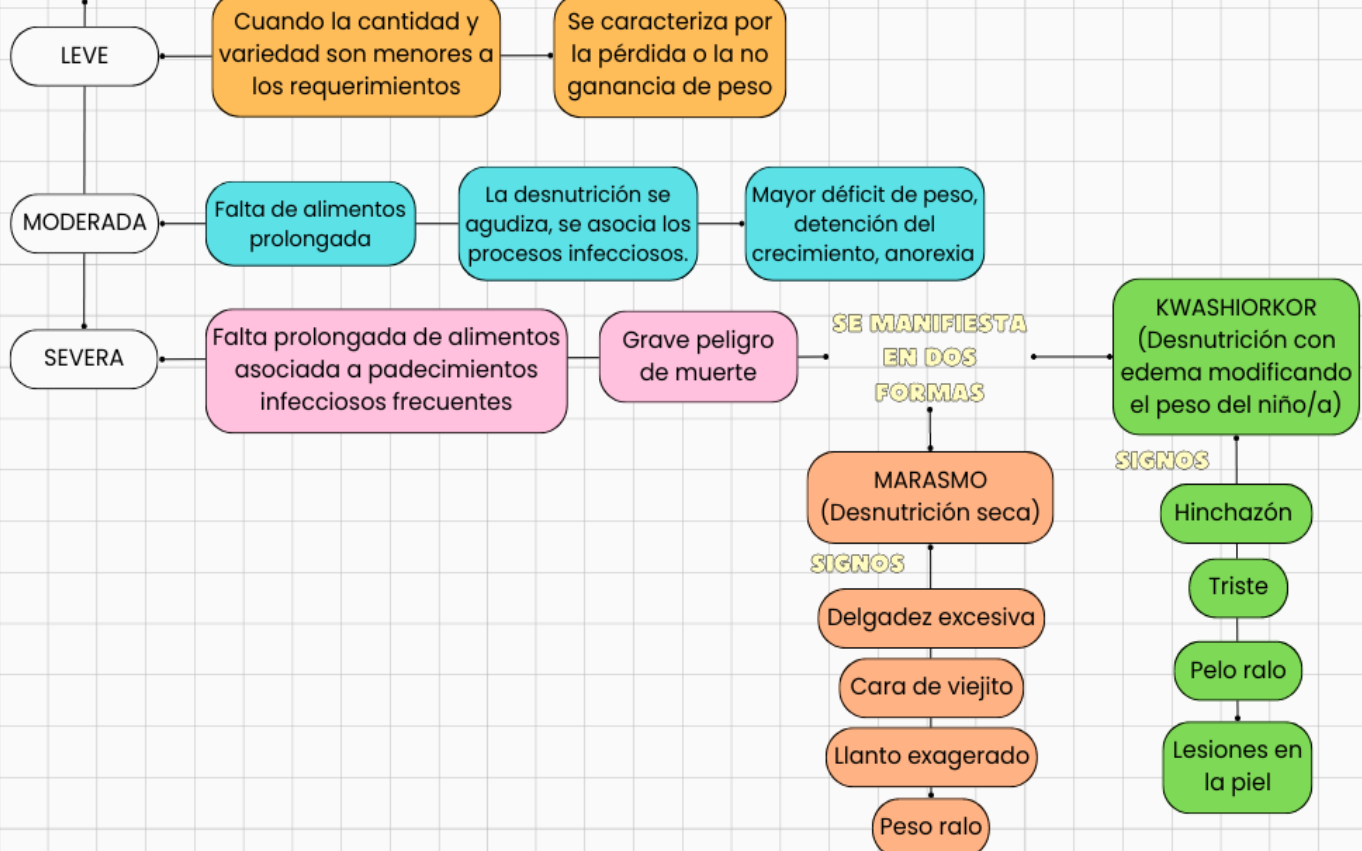 LEVE
Cuando la cantidad y
variedad son menores a
los requerimientos
Se caracteriza por
la pérdida o la no
ganancia de peso
MODERADA
Falta de alimentos
prolongada
La desnutrición se
agudiza, se asocia los
procesos infecciosos.
Mayor déficit de peso,
detención del
crecimiento, anorexia
SEVERA
Falta prolongada de alimentos
asociada a padecimientos
infecciosos frecuentes
Grave peligro
de muerte
SE MANIFIESTA
EN DOS
FORMAS
MARASMO
(Desnutrición seca)
SIGNOS
Delgadez excesiva
Cara de viejito
Llanto exagerado
Peso ralo
KWASHIORKOR
(Desnutrición con
edema modificando
el peso del niño/a)
SIGNOS
Hinchazón
Triste
Pelo ralo
Lesiones en
la piel